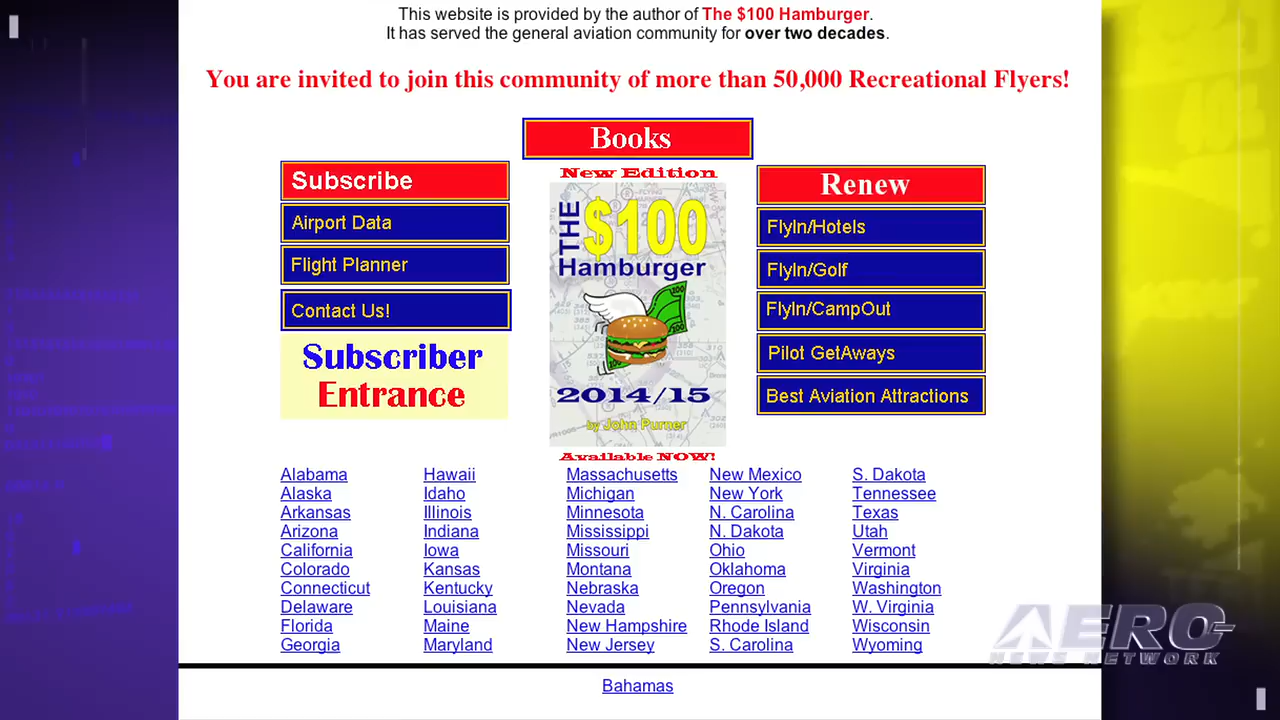 This website is provided by the author of The $100 Hamburger.
It has served the general aviation community for over two decades.
You are invited to join this community of more than 50,000 Recreational Flyers!
Books
Subscribe
Airport Data
Flight Planner
Contact Us!
Subscriber
Entrance
New Edition
THE $100
Hamburger
2014/15
by John Purner
Available NOW!
Renew
FlyIn/Hotels
FlyIn/Golf
FlyIn/CampOut
Pilot GetAways
Best Aviation Attractions
Alabama Hawaii Massachusetts New Mexico S. Dakota
Alaska Idaho Michigan New York Tennessee
Arkansas Illinois Minnesota N. Carolina Texas
Arizona Indiana Mississippi N. Dakota Utah
California Iowa Missouri Ohio Vermont
Colorado Kansas Montana Oklahoma Virginia
Connecticut Kentucky Nebraska Oregon Washington
Delaware Louisiana Nevada Pennsylvania W. Virginia
Florida Maine New Hampshire Rhode Island Wisconsin
Georgia Maryland New Jersey S. Carolina Wyoming
Bahamas
AERO
NEWS NETWORK